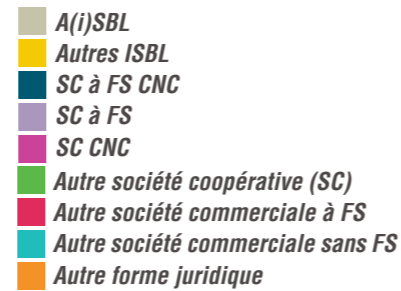 A(i)SBL
Autres ISBL
SC à FS CNC
SC à FS
SC CNC
Autre société coopérative (SC)
Autre société commerciale à FS
Autre société commerciale sans FS
Autre forme juridique